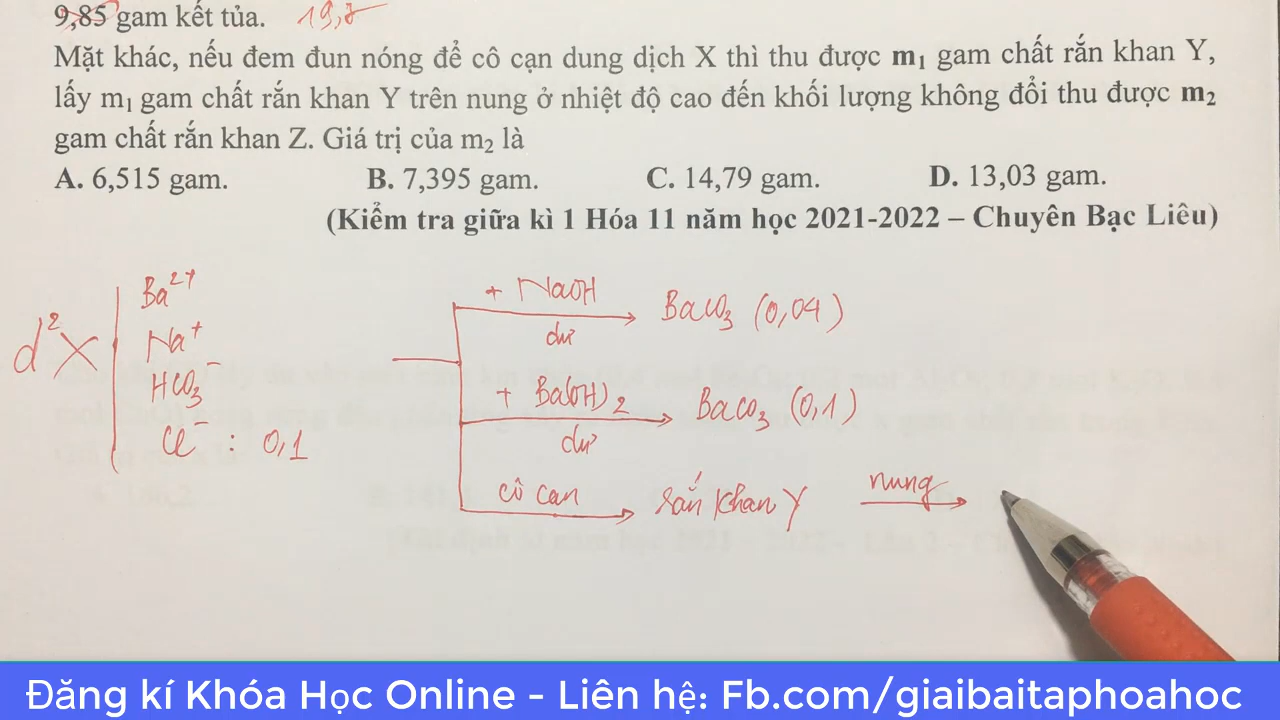 9,85 gam kết tủa. 19,7
Mặt khác, nếu đem đun nóng để cô cạn dung dịch X thì thu được m₁ gam chất rắn khan Y,
lấy m₁ gam chất rắn khan Y trên nung ở nhiệt độ cao đến khối lượng không đổi thu được m₂
gam chất rắn khan Z. Giá trị của m₂ là
A. 6,515 gam. B. 7,395 gam. C. 14,79 gam. D. 13,03 gam.
(Kiểm tra giữa kì 1 Hóa 11 năm học 2021-2022 – Chuyên Bạc Liêu)
d² X
Ba²⁺
Na⁺
HCO₃⁻
Cl⁻ : 0,1
+ NaOH dư → BaCO₃ (0,04)
+ Ba(OH)₂ dư → BaCO₃ (0,1)
cô cạn → rắn khan Y nung →
Đăng kí Khóa Học Online - Liên hệ: Fb.com/giaibaitaphoahoc